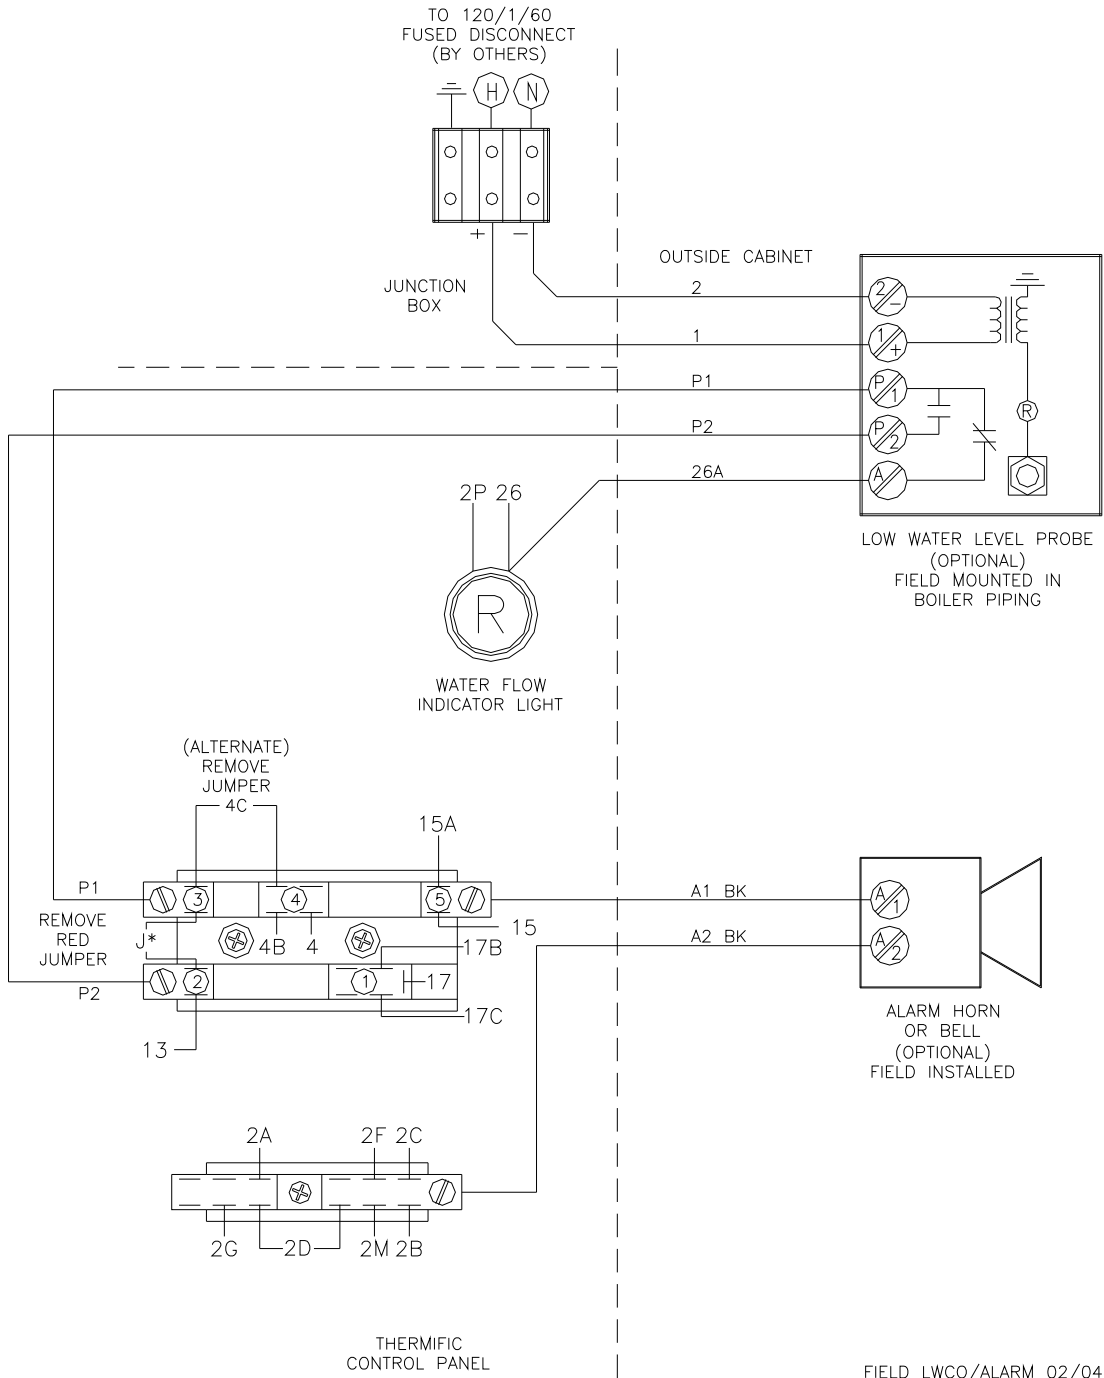 TO 120/1/60
FUSED DISCONNECT
(BY OTHERS)
H N
+ −
JUNCTION
BOX
OUTSIDE CABINET
2
1
P1
P2
26A
2 −
1 +
P 1
P 2
A
R
LOW WATER LEVEL PROBE
(OPTIONAL)
FIELD MOUNTED IN
BOILER PIPING
2P 26
R
WATER FLOW
INDICATOR LIGHT
(ALTERNATE)
REMOVE
JUMPER
4C
15A
P1
3 4 5
REMOVE
RED
JUMPER
J*
4B 4
15
17B
P2
2 1
17
17C
13
A1 BK
A2 BK
A 1
A 2
ALARM HORN
OR BELL
(OPTIONAL)
FIELD INSTALLED
2A 2F 2C
2G 2D 2M 2B
THERMIFIC
CONTROL PANEL
FIELD LWCO/ALARM 02/04